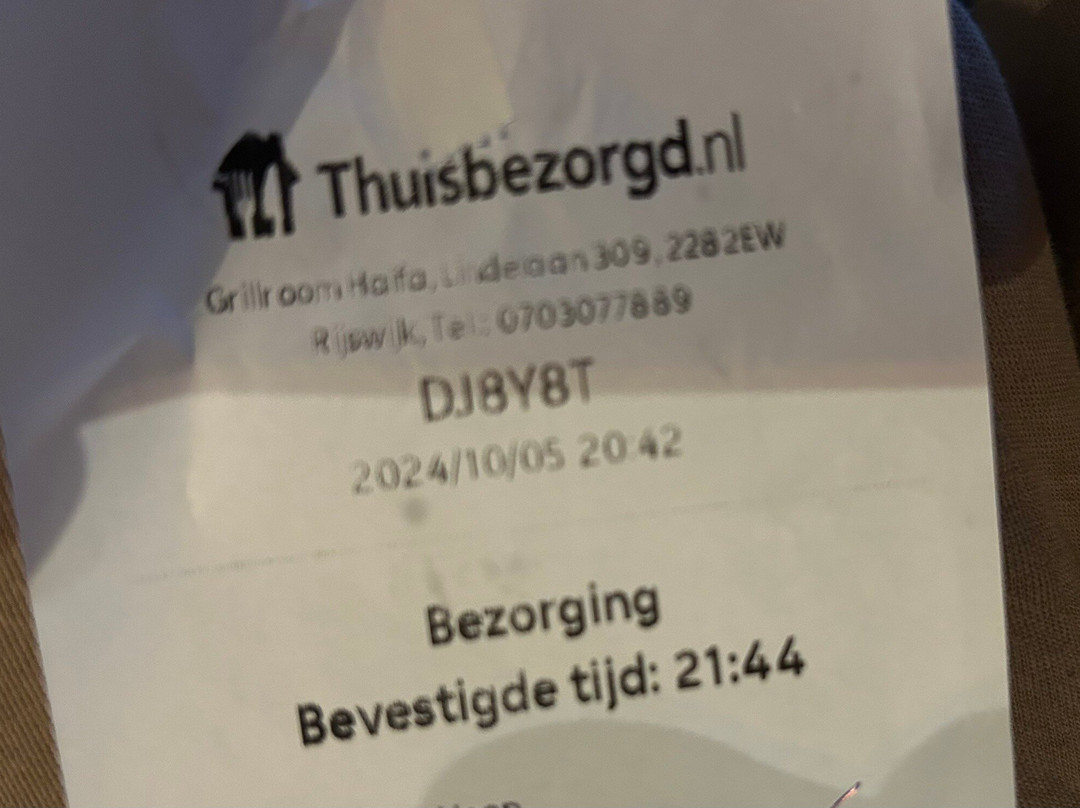 Thuisbezorgd.nl
Grillroom Haifa, Lindelaan 309, 2282EW
Rijswijk, Tel.: 0703077889
DJ8Y8T
2024/10/05 20:42
Bezorging
Bevestigde tijd: 21:44